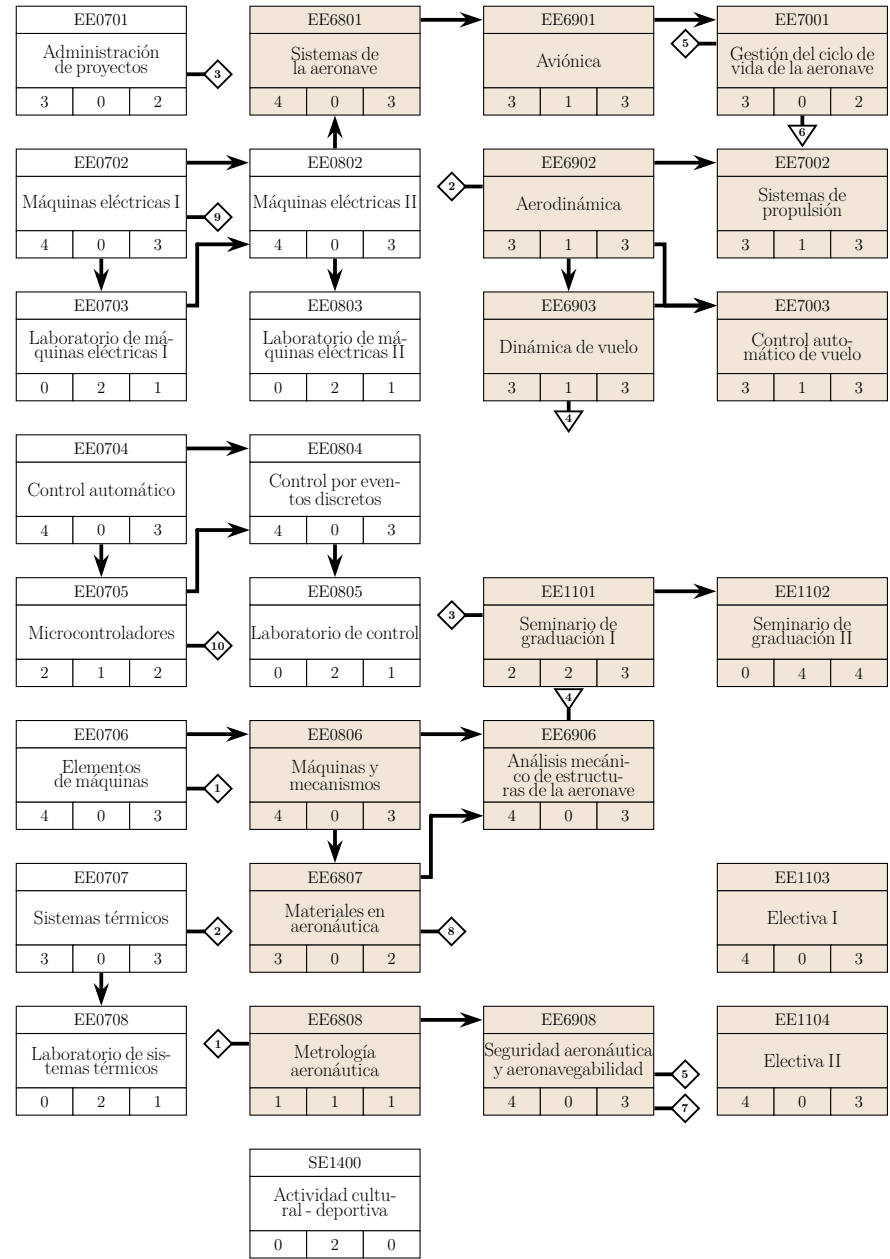 EE0701
Administración
de proyectos
3 0 2
3
EE6801
Sistemas de
la aeronave
4 0 3
EE6901
Aviónica
3 1 3
EE7001
5
Gestión del ciclo de
vida de la aeronave
3 0 2
6
EE0702
Máquinas eléctricas I
9
4 0 3
EE0802
Máquinas eléctricas II
4 0 3
EE6902
2
Aerodinámica
3 1 3
EE7002
Sistemas de
propulsión
3 1 3
EE0703
Laboratorio de má-
quinas eléctricas I
0 2 1
EE0803
Laboratorio de má-
quinas eléctricas II
0 2 1
EE6903
Dinámica de vuelo
3 1 3
4
EE7003
Control auto-
mático de vuelo
3 1 3
EE0704
Control automático
4 0 3
EE0804
Control por even-
tos discretos
4 0 3
EE0705
Microcontroladores
10
2 1 2
EE0805
Laboratorio de control
0 2 1
EE1101
3
Seminario de
graduación I
2 2 3
EE1102
Seminario de
graduación II
0 4 4
EE0706
Elementos
de máquinas
1
4 0 3
EE0806
Máquinas y
mecanismos
4 0 3
4
EE6906
Análisis mecáni-
co de estructu-
ras de la aeronave
4 0 3
EE0707
Sistemas térmicos
2
3 0 3
EE6807
Materiales en
aeronáutica
8
3 0 2
EE1103
Electiva I
4 0 3
EE0708
Laboratorio de sis-
temas térmicos
0 2 1
EE6808
1
Metrología
aeronáutica
1 1 1
EE6908
Seguridad aeronáutica
y aeronavegabilidad
5
4 0 3
7
EE1104
Electiva II
4 0 3
SE1400
Actividad cultu-
ral - deportiva
0 2 0